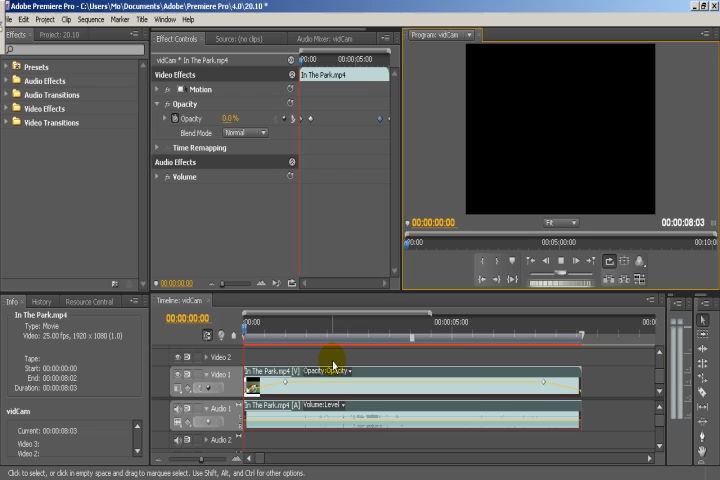 Adobe Premiere Pro - C:\Users\Mo\Documents\Adobe\Premiere Pro\4.0\20.10 *
File Edit Project Clip Sequence Marker Title Window Help
Effects Project: 20.10
Presets
Audio Effects
Audio Transitions
Video Effects
Video Transitions
Effect Controls Source: (no clips) Audio Mixer: vidCam
vidCam * In The Park.mp4
00:00 00:00:05:00
Video Effects In The Park.mp4
fx Motion
fx Opacity
Opacity 0.0 %
Blend Mode Normal
Time Remapping
Audio Effects
fx Volume
00:00:00:00
Program: vidCam
00:00:00:00 Fit 00:00:08:03
00:00 00:05:00:00 00:10:0
Info History Resource Central
In The Park.mp4
Type: Movie
Video: 25.00 fps, 1920 x 1080 (1.0)
Tape:
Start: 00:00:00:00
End: 00:00:08:02
Duration: 00:00:08:03
vidCam
Current: 00:00:08:03
Video 3:
Video 2:
Timeline: vidCam
00:00:00:00
:00:00 00:00:05:00 00:0
Video 2
Video 1 In The Park.mp4 [V] Opacity:Opacity
Audio 1 In The Park.mp4 [A] Volume:Level
Audio 2
Click to select, or click in empty space and drag to marquee select. Use Shift, Alt, and Ctrl for other options.